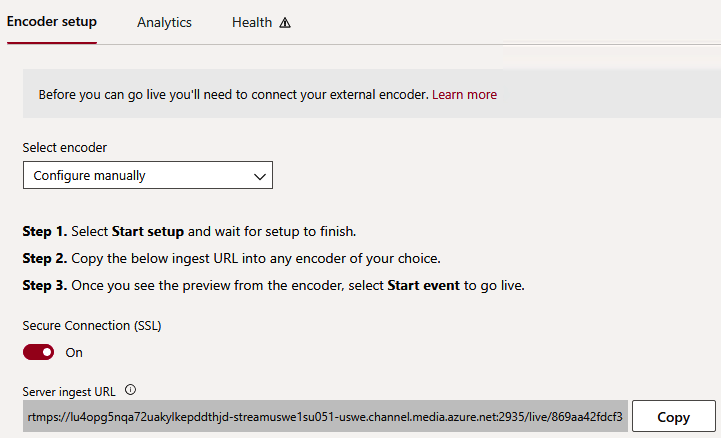 Encoder setup Analytics Health
Before you can go live you'll need to connect your external encoder. Learn more
Select encoder
Configure manually
Step 1. Select Start setup and wait for setup to finish.
Step 2. Copy the below ingest URL into any encoder of your choice.
Step 3. Once you see the preview from the encoder, select Start event to go live.
Secure Connection (SSL)
On
Server ingest URL
rtmps://lu4opg5nqa72uakylkepddthjd-streamuswe1su051-uswe.channel.media.azure.net:2935/live/869aa42fdcf3 Copy